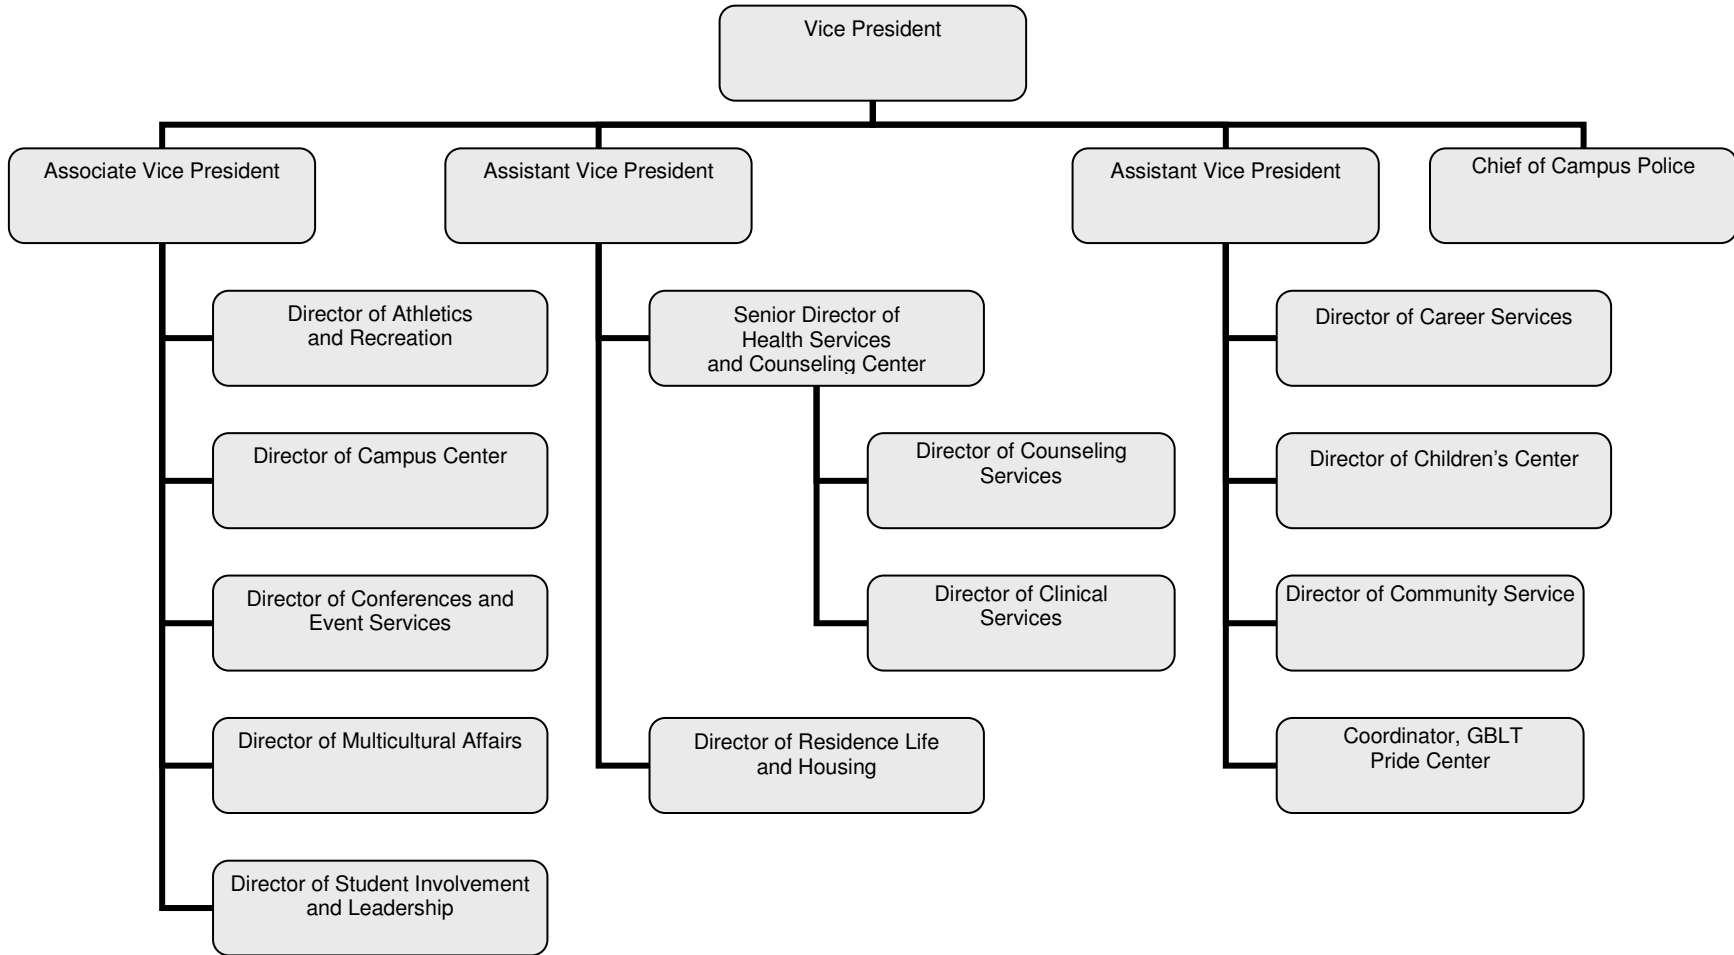 Vice President
Associate Vice President
Assistant Vice President
Assistant Vice President
Chief of Campus Police
Director of Athletics
and Recreation
Senior Director of
Health Services
and Counseling Center
Director of Career Services
Director of Campus Center
Director of Counseling
Services
Director of Children’s Center
Director of Conferences and
Event Services
Director of Clinical
Services
Director of Community Service
Director of Multicultural Affairs
Director of Residence Life
and Housing
Coordinator, GBLT
Pride Center
Director of Student Involvement
and Leadership